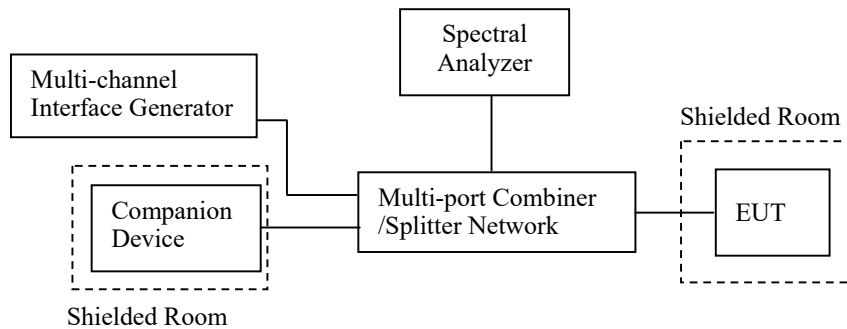 Spectral
Analyzer
Multi-channel
Interface Generator
Shielded Room
Companion
Device
Multi-port Combiner
/Splitter Network
EUT
Shielded Room